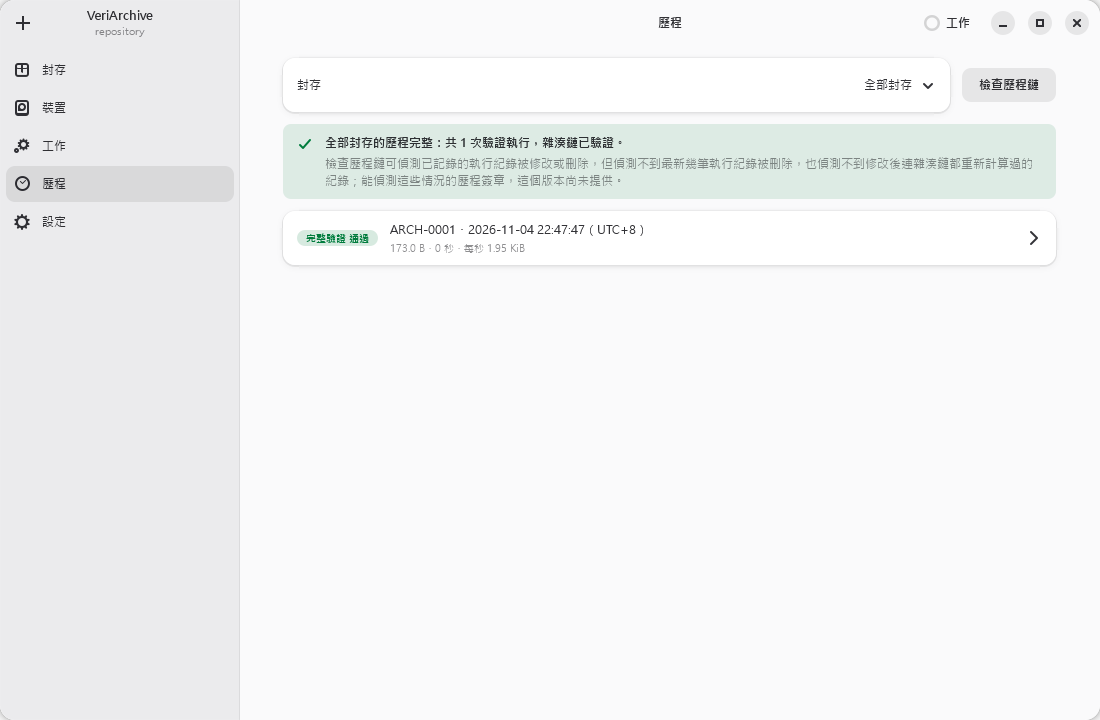 VeriArchive
repository
封存
裝置
工作
歷程
設定
歷程
工作
封存
全部封存
檢查歷程鏈
全部封存的歷程完整：共 1 次驗證執行，雜湊鏈已驗證。
檢查歷程鏈可偵測已記錄的執行紀錄被修改或刪除，但偵測不到最新幾筆執行紀錄被刪除，也偵測不到修改後連雜湊鏈都重新計算過的
紀錄；能偵測這些情況的歷程簽章，這個版本尚未提供。
完整驗證 通過
ARCH-0001 · 2026-11-04 22:47:47（UTC+8）
173.0 B · 0 秒 · 每秒 1.95 KiB